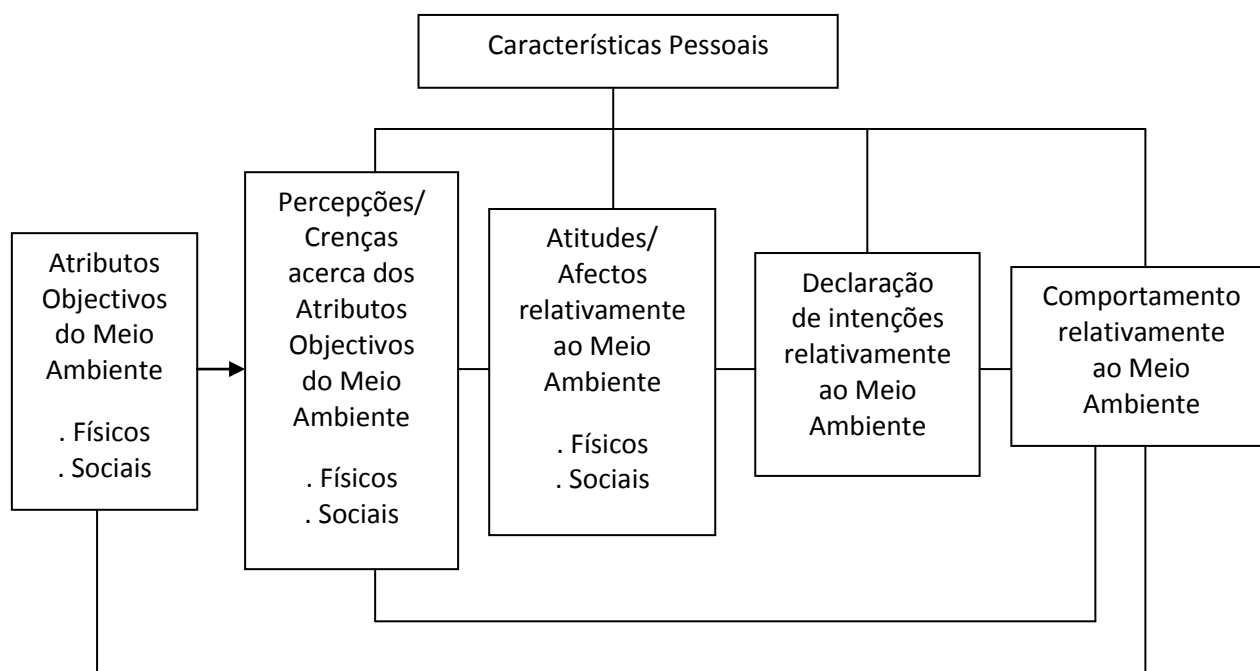 Características Pessoais
Atributos
Objectivos
do Meio
Ambiente
. Físicos
. Sociais
Percepções/
Crenças
acerca dos
Atributos
Objectivos
do Meio
Ambiente
. Físicos
. Sociais
Atitudes/
Afectos
relativamente
ao Meio
Ambiente
. Físicos
. Sociais
Declaração
de intenções
relativamente
ao Meio
Ambiente
Comportamento
relativamente
ao Meio
Ambiente